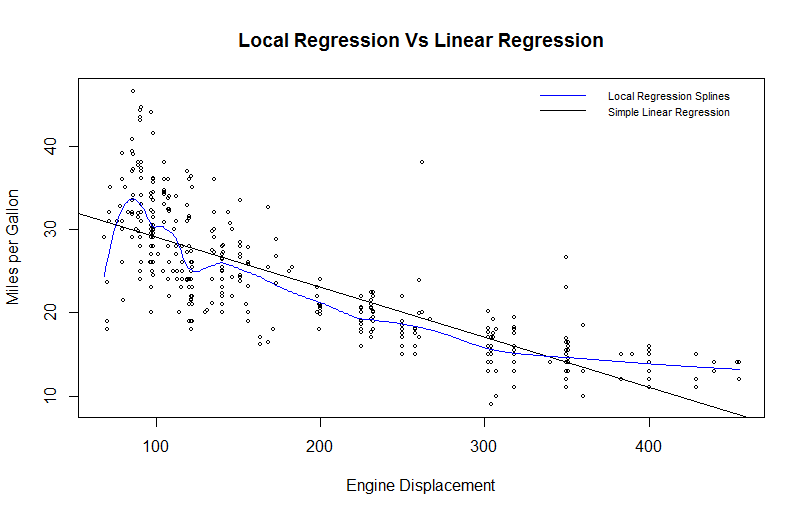 Local Regression Vs Linear Regression
Local Regression Splines
Simple Linear Regression
Miles per Gallon
40
30
20
10
100 200 300 400
Engine Displacement